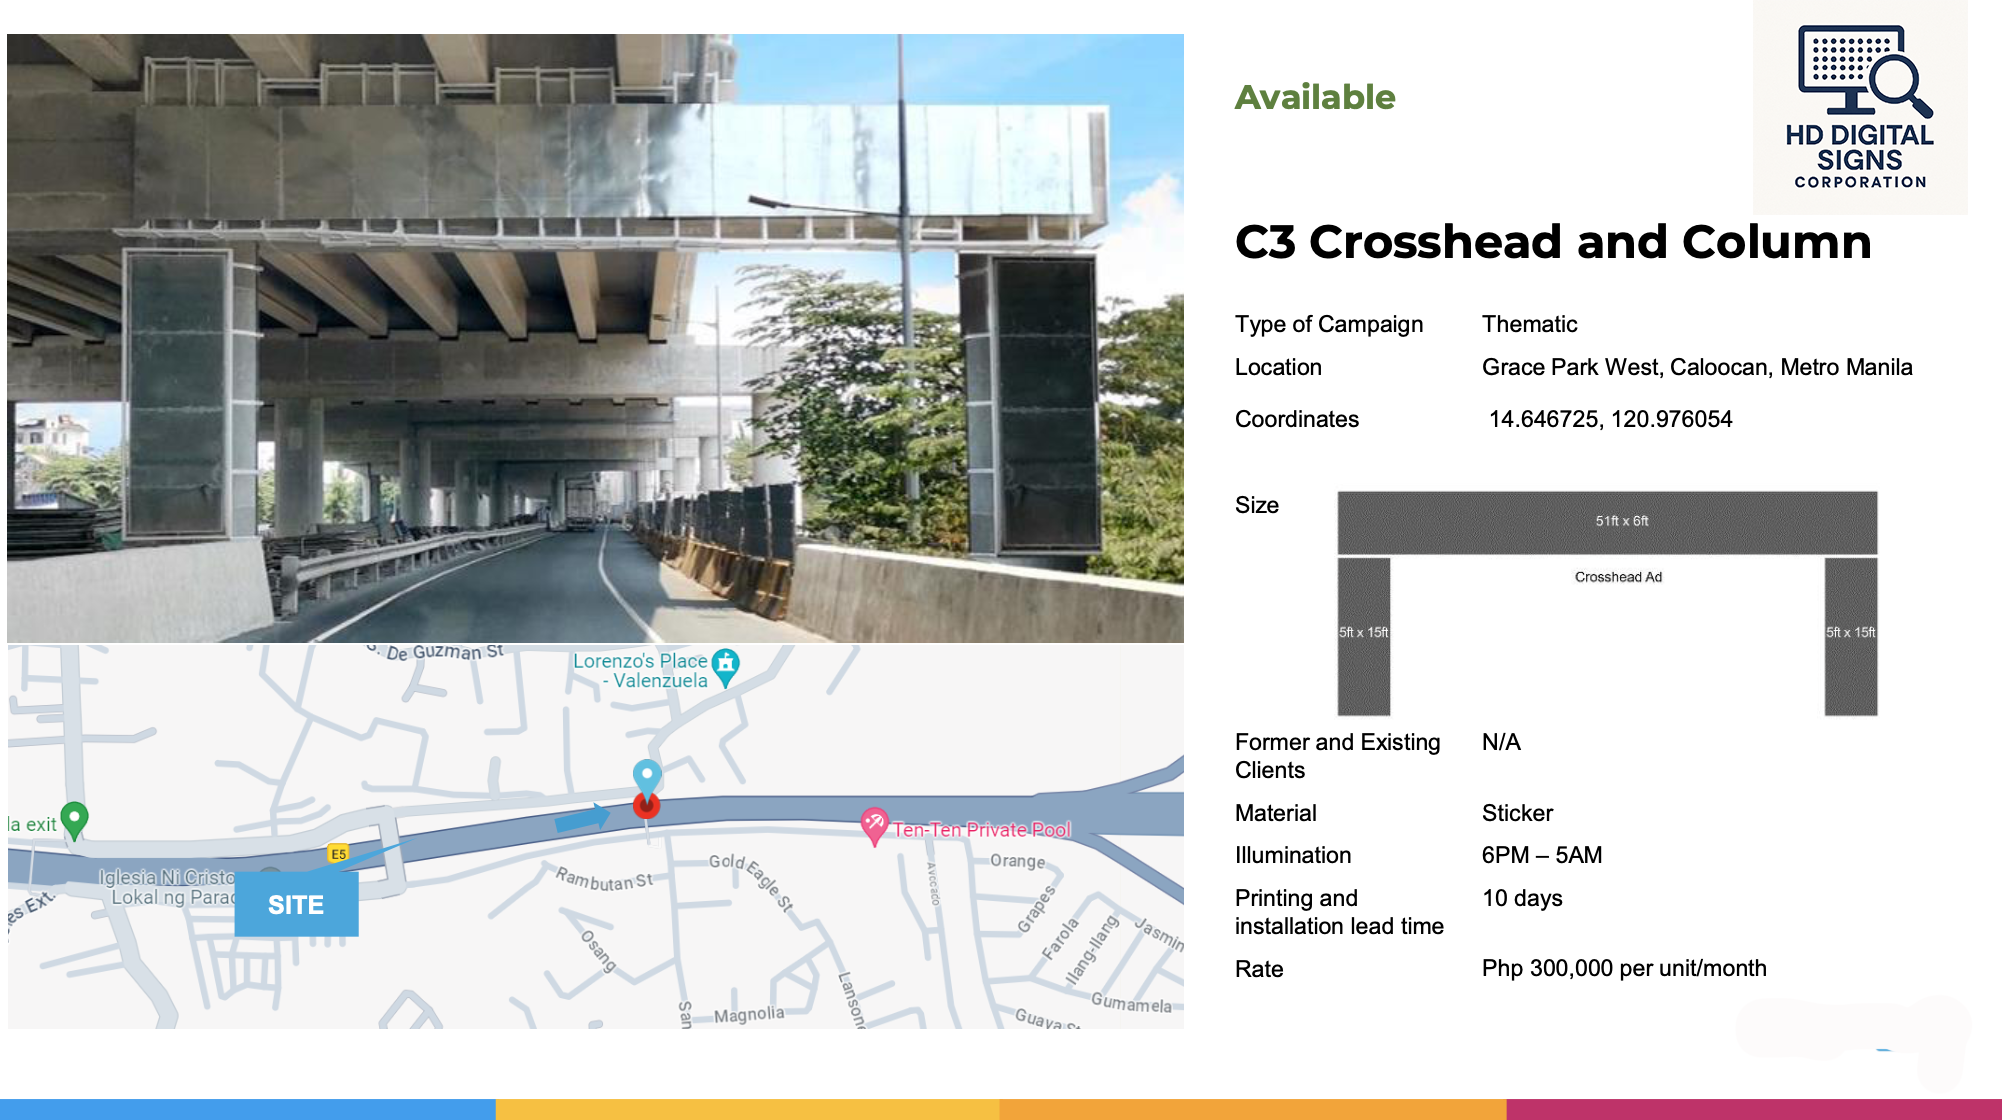 Available
HD DIGITAL
SIGNS
CORPORATION
C3 Crosshead and Column
Type of Campaign Thematic
Location Grace Park West, Caloocan, Metro Manila
Coordinates 14.646725, 120.976054
Size
51ft x 6ft
Crosshead Ad
5ft x 15ft 5ft x 15ft
Former and Existing N/A
Clients
Material Sticker
Illumination 6PM – 5AM
Printing and 10 days
installation lead time
Rate Php 300,000 per unit/month
De Guzman St
Lorenzo's Place
- Valenzuela
la exit
E5
Ten-Ten Private Pool
Iglesia Ni Cristo
Lokal ng Parad
es Ext.
SITE
Rambutan St
Gold Eagle St
Orange
Avocado
Grapes
Farola
Ilang-Ilang
Jasmin
Osang
San
Magnolia
Lansone
Gumamela
Guava St